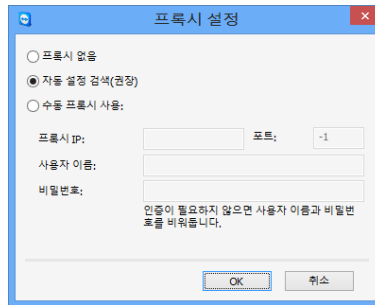 프록시 설정
프록시 없음
자동 설정 검색(권장)
수동 프록시 사용:
프록시 IP: 포트: -1
사용자 이름:
비밀번호:
인증이 필요하지 않으면 사용자 이름과 비밀번
호를 비워둡니다.
OK 취소